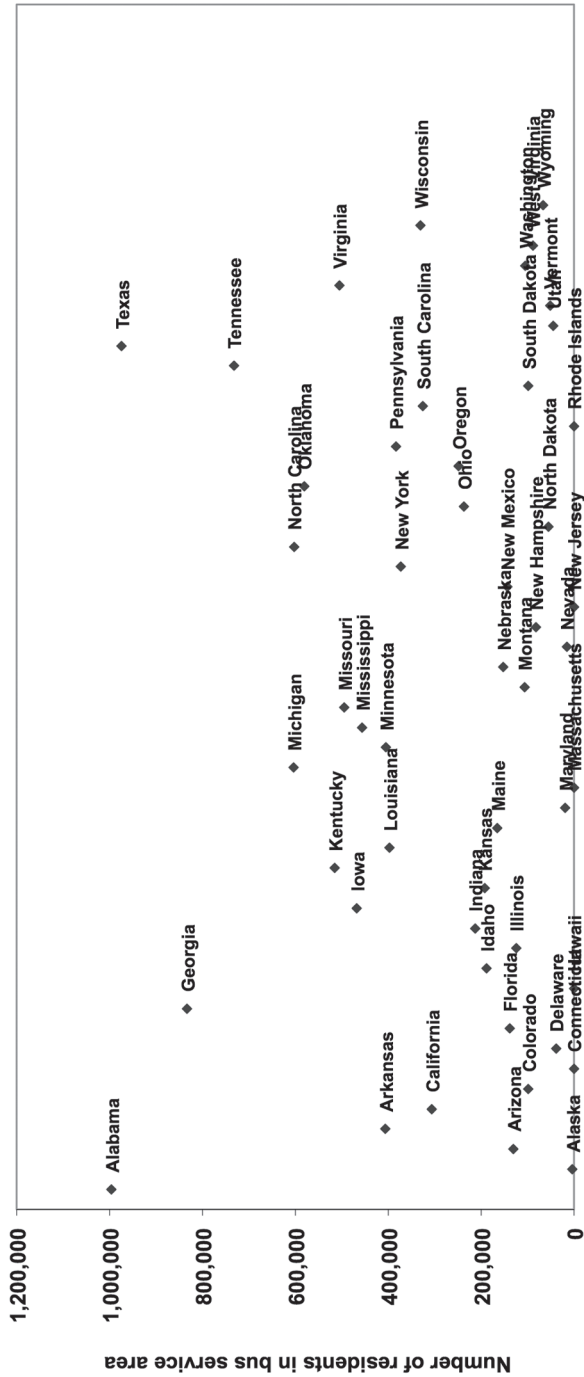 Number of residents in bus service area
1,200,000
1,000,000
800,000
600,000
400,000
200,000
0
Alabama
Alaska
Arizona
Arkansas
California
Colorado
Connecticut
Delaware
Florida
Georgia
Hawaii
Idaho
Illinois
Indiana
Iowa
Kansas
Kentucky
Louisiana
Maine
Maryland
Massachusetts
Michigan
Minnesota
Mississippi
Missouri
Montana
Nebraska
Nevada
New Hampshire
New Jersey
New Mexico
New York
North Carolina
North Dakota
Ohio
Oklahoma
Oregon
Pennsylvania
Rhode Islands
South Carolina
South Dakota
Tennessee
Texas
Utah
Vermont
Virginia
Washington
West Virginia
Wisconsin
Wyoming